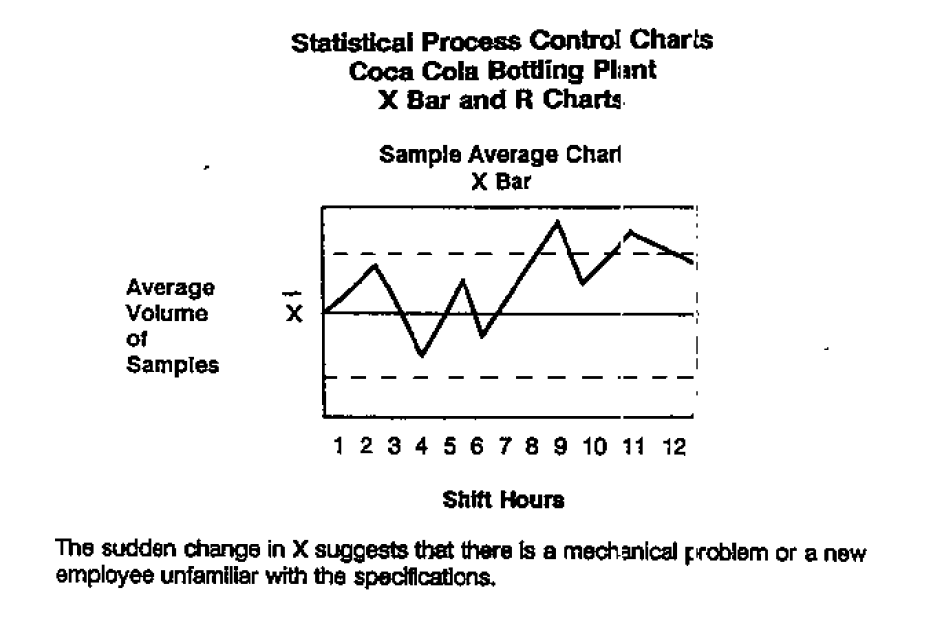 Statistical Process Control Charts
Coca Cola Bottling Plant
X Bar and R Charts
Sample Average Chart
X Bar
Average
Volume
of
Samples
X̅
1 2 3 4 5 6 7 8 9 10 11 12
Shift Hours
The sudden change in X suggests that there is a mechanical problem or a new
employee unfamiliar with the specifications.